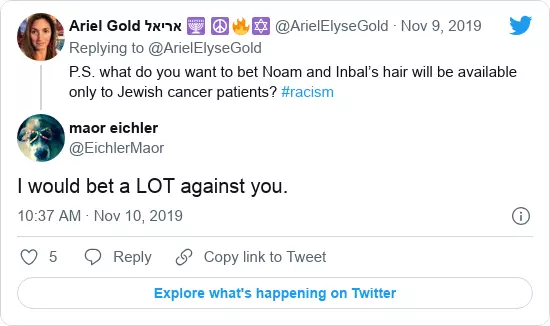 Ariel Gold אריאל 🕎 ☮️🔥✡️ @ArielElyseGold · Nov 9, 2019
Replying to @ArielElyseGold
P.S. what do you want to bet Noam and Inbal’s hair will be available
only to Jewish cancer patients? #racism
maor eichler
@EichlerMaor
I would bet a LOT against you.
10:37 AM · Nov 10, 2019
5 Reply Copy link to Tweet
Explore what's happening on Twitter